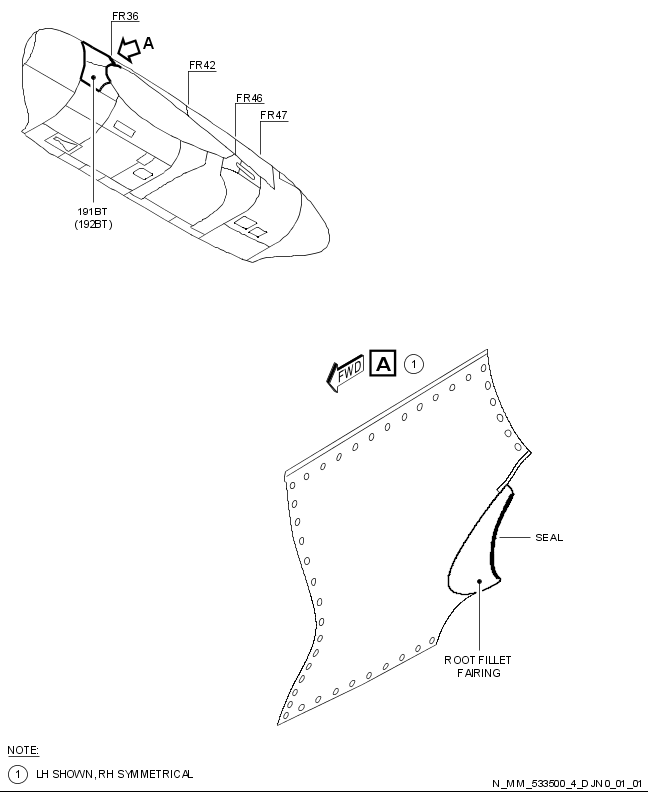 FR36
A
FR42
FR46
FR47
191BT
(192BT)
FWD
A
1
SEAL
ROOT FILLET
FAIRING
NOTE:
1 LH SHOWN, RH SYMMETRICAL
N_MM_533500_4_DJN0_01_01